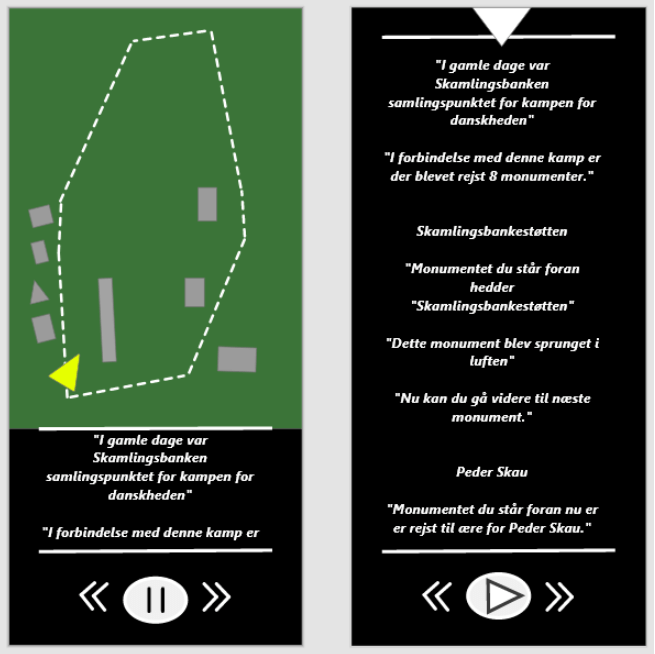 "I gamle dage var
Skamlingsbanken
samlingspunktet for kampen for
danskheden"
"I forbindelse med denne kamp er
"I gamle dage var
Skamlingsbanken
samlingspunktet for kampen for
danskheden"
"I forbindelse med denne kamp er
der blevet rejst 8 monumenter."
Skamlingsbankestøtten
"Monumentet du står foran
hedder
"Skamlingsbankestøtten"
"Dette monument blev sprunget i
luften"
"Nu kan du gå videre til næste
monument."
Peder Skau
"Monumentet du står foran nu er
er rejst til ære for Peder Skau."